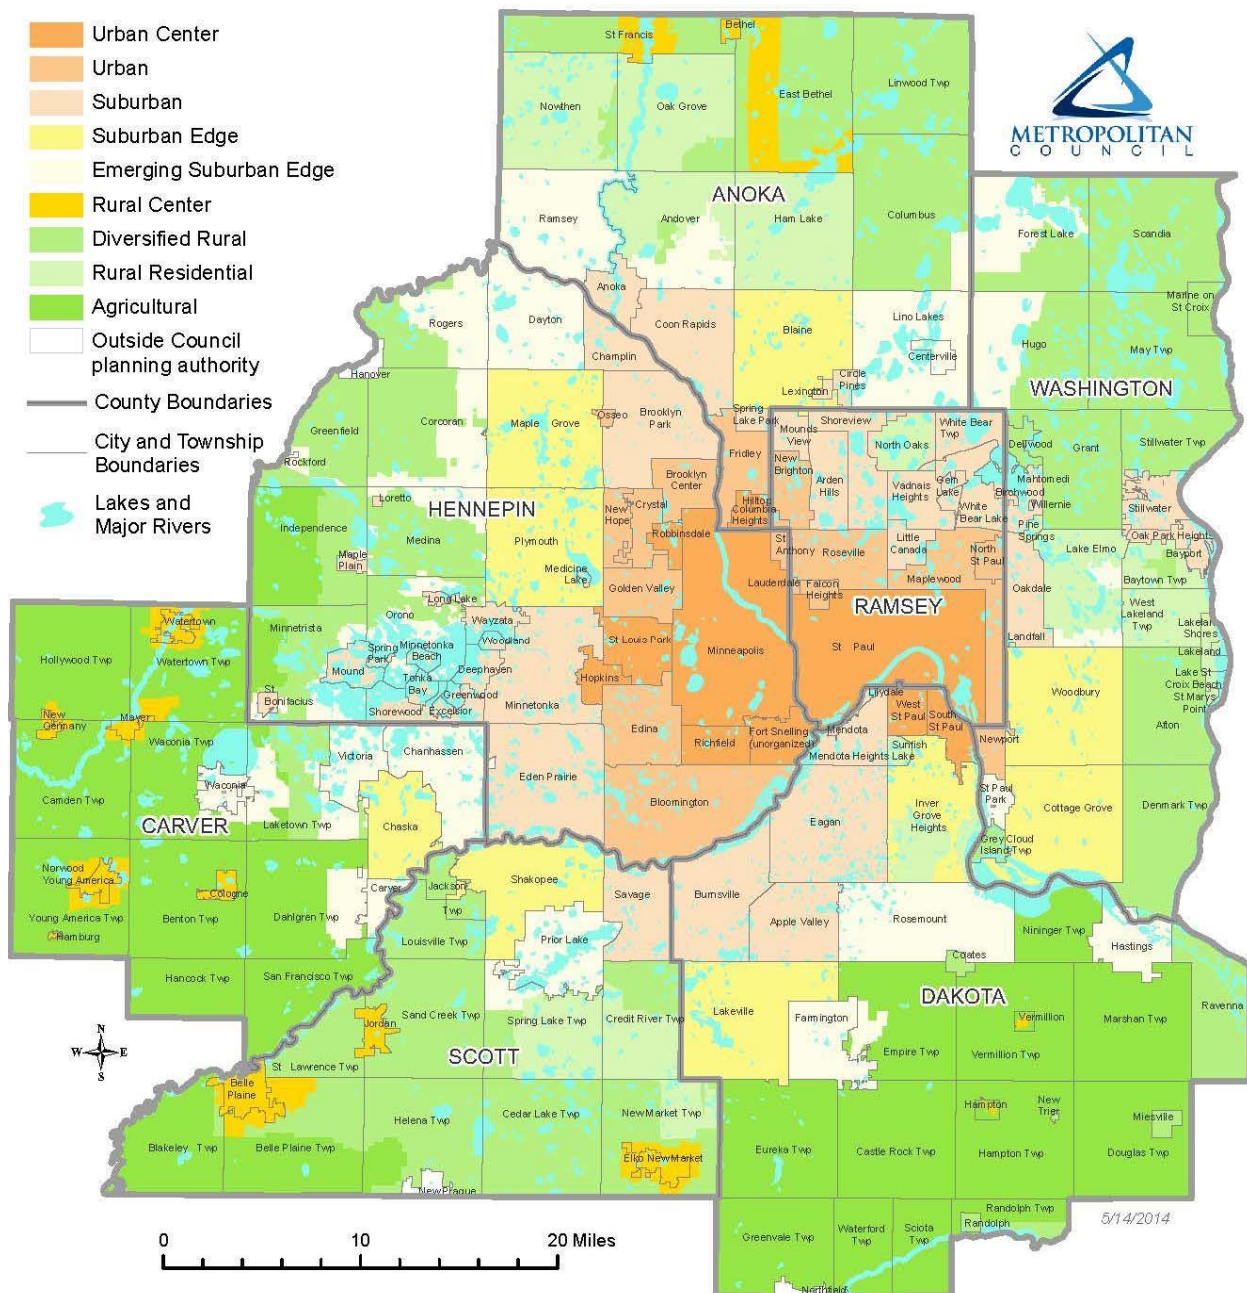 Urban Center
Urban
Suburban
Suburban Edge
Emerging Suburban Edge
Rural Center
Diversified Rural
Rural Residential
Agricultural
Outside Council
planning authority
County Boundaries
City and Township
Boundaries
Lakes and
Major Rivers
METROPOLITAN
COUNCIL
St Francis
Bethel
Nowthen
Oak Grove
East Bethel
Linwood Twp
ANOKA
Ramsey
Andover
Ham Lake
Columbus
Forest Lake
Scandia
Anoka
Rogers
Dayton
Coon Rapids
Blaine
Lino Lakes
Centerville
Hugo
Marine on
St Croix
May Twp
Champlin
Circle
Pines
Lexington
WASHINGTON
Hanover
Corcoran
Greenfield
Rockford
Maple Grove
Osseo
Brooklyn
Park
Spring
Lake Park
Mounds
View
Shoreview
White Bear
Twp
Fridley
New
Brighton
North Oaks
Dellwood
Grant
Stillwater Twp
Brooklyn
Center
Arden
Hills
Vadnais
Heights
Gem
Lake
Mahtomedi
Birchwood
Willernie
Stillwater
Loretto
HENNEPIN
New
Hope
Crystal
Hilltop
Columbia
Heights
White
Bear Lake
Pine
Springs
Oak Park Heights
Bayport
Independence
Medina
Plymouth
Robbinsdale
St
Anthony
Roseville
Little
Canada
North
St Paul
Lake Elmo
Maple
Plain
Medicine
Lake
Golden Valley
Lauderdale
Falcon
Heights
Maplewood
Oakdale
Baytown Twp
Long Lake
Orono
Wayzata
RAMSEY
West
Lakeland
Twp
Lakeland
Shores
Lakeland
Watertown
Minnetrista
Spring
Park
Minnetonka
Beach
Woodland
St Louis Park
Minneapolis
St Paul
Landfall
Hollywood Twp
Watertown Twp
Mound
Tonka
Bay
Deephaven
Hopkins
Woodbury
Lake St
Croix Beach
St Marys
Point
St
Bonifacius
Greenwood
Minnetonka
Lilydale
West
St Paul
South
St Paul
Afton
New
Germany
Mayer
Shorewood
Excelsior
Edina
Richfield
Fort Snelling
(unorganized)
Mendota
Newport
Waconia Twp
Victoria
Chanhassen
Mendota Heights
Sunfish
Lake
Waconia
Eden Prairie
Bloomington
St Paul
Park
Camden Twp
CARVER
Laketown Twp
Chaska
Eagan
Inver
Grove
Heights
Cottage Grove
Denmark Twp
Grey Cloud
Island Twp
Norwood
Young America
Cologne
Carver
Jackson
Twp
Shakopee
Savage
Burnsville
Young America Twp
Benton Twp
Dahlgren Twp
Apple Valley
Rosemount
Hamburg
Louisville Twp
Prior Lake
Nininger Twp
Hastings
Coates
Hancock Twp
San Francisco Twp
DAKOTA
Jordan
Sand Creek Twp
Spring Lake Twp
Credit River Twp
Lakeville
Farmington
Vermillion
Marshan Twp
Ravenna
N
W
E
S
SCOTT
Empire Twp
Vermillion Twp
St Lawrence Twp
Belle
Plaine
Helena Twp
Cedar Lake Twp
New Market Twp
Hampton
New
Trier
Miesville
Blakeley Twp
Belle Plaine Twp
Elko New Market
Eureka Twp
Castle Rock Twp
Hampton Twp
Douglas Twp
New Prague
Randolph Twp
Randolph
5/14/2014
Greenvale Twp
Waterford
Twp
Sciota
Twp
0
10
20 Miles
Northfield